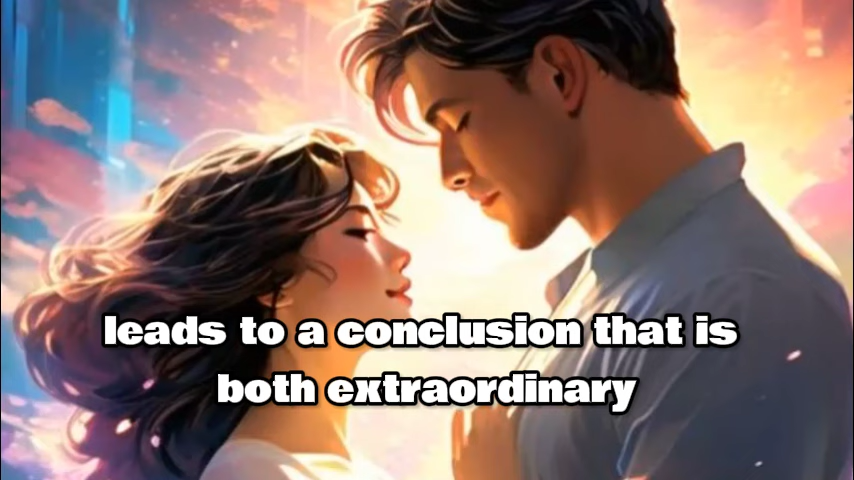 leads to a conclusion that is
both extraordinary